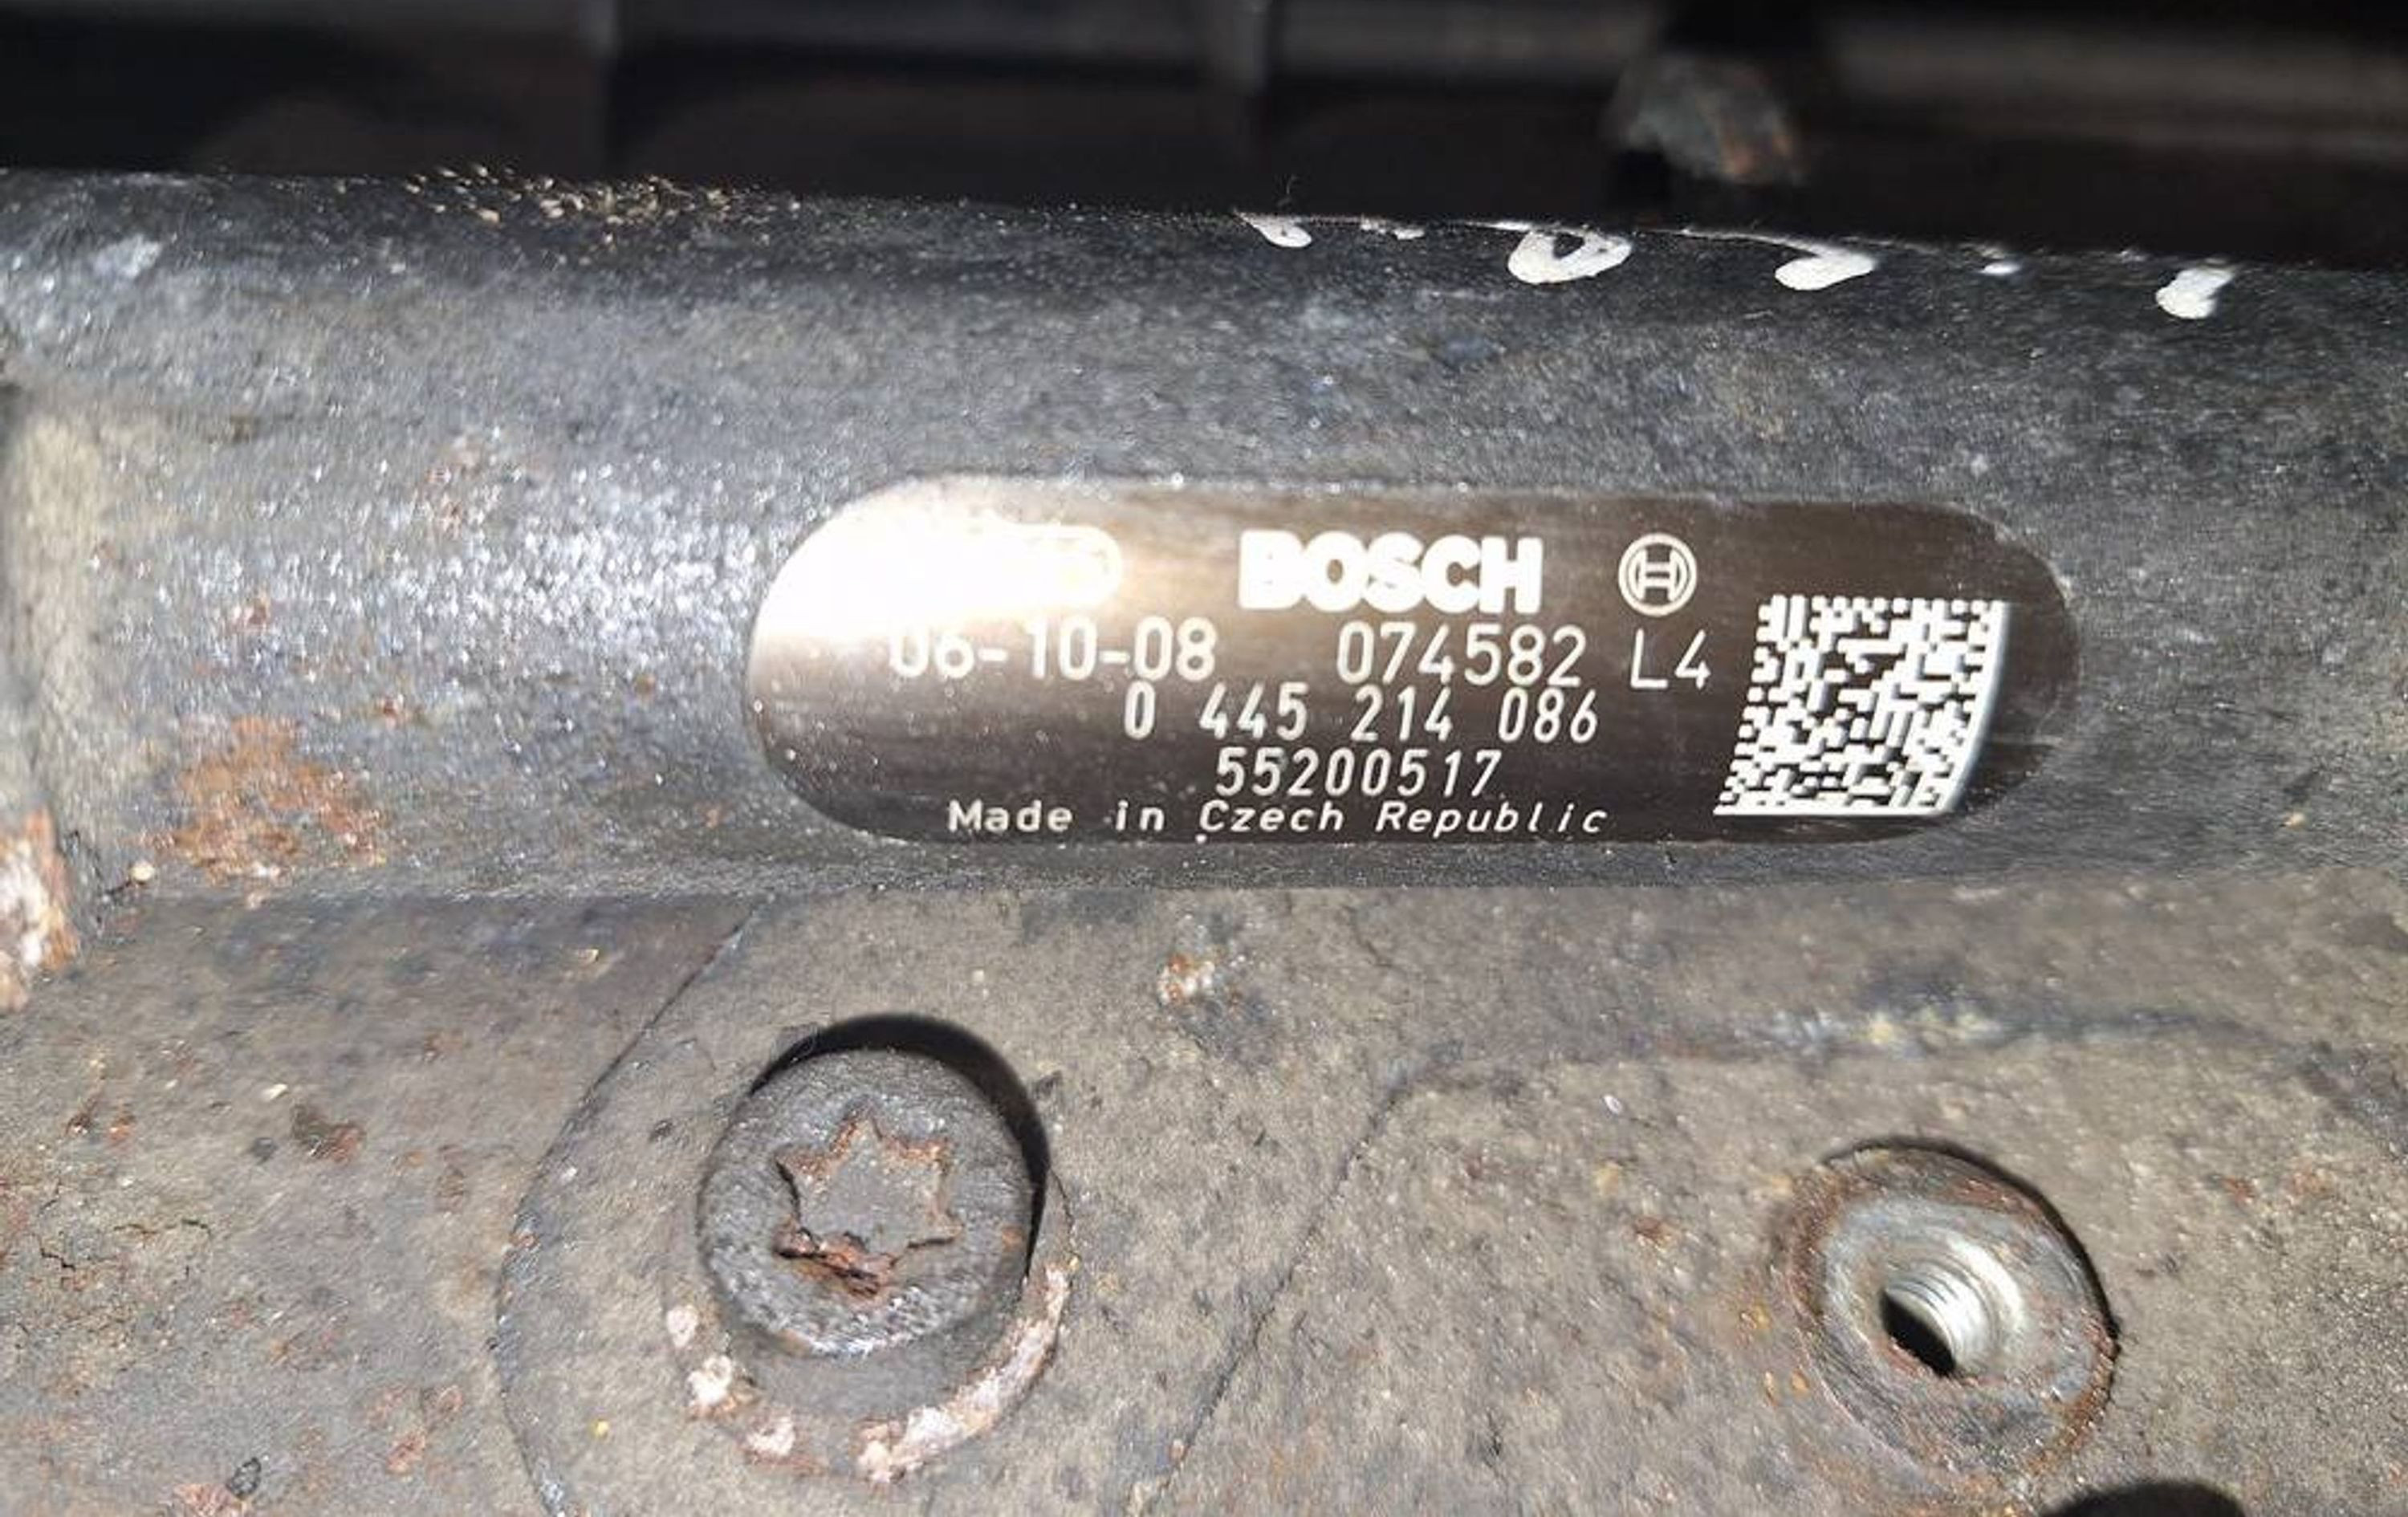 BOSCH
06-10-08 074582 L4
0 445 214 086
55200517
Made in Czech Republic